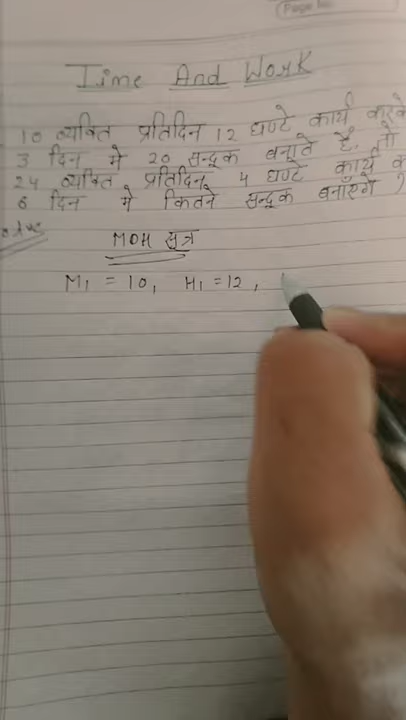 Page No.
Time And Work
10 व्यक्ति प्रतिदिन 12 घण्टे कार्य करके
3 दिन मे 20 सन्दूक बनाते है, तो
24 व्यक्ति प्रतिदिन 4 घण्टे कार्य
6 दिन में कितने सन्दूक बनाएंगे ?
MDH सूत्र
M₁ = 10, H₁ = 12,